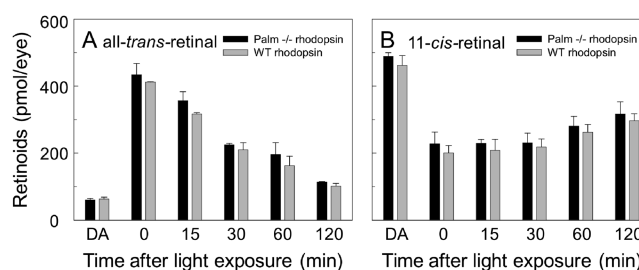 A all-trans-retinal
Palm -/- rhodopsin
WT rhodopsin
B 11-cis-retinal
Palm -/- rhodopsin
WT rhodopsin
Retinoids (pmol/eye)
600
400
200
0
DA 0 15 30 60 120
DA 0 15 30 60 120
Time after light exposure (min)
Time after light exposure (min)